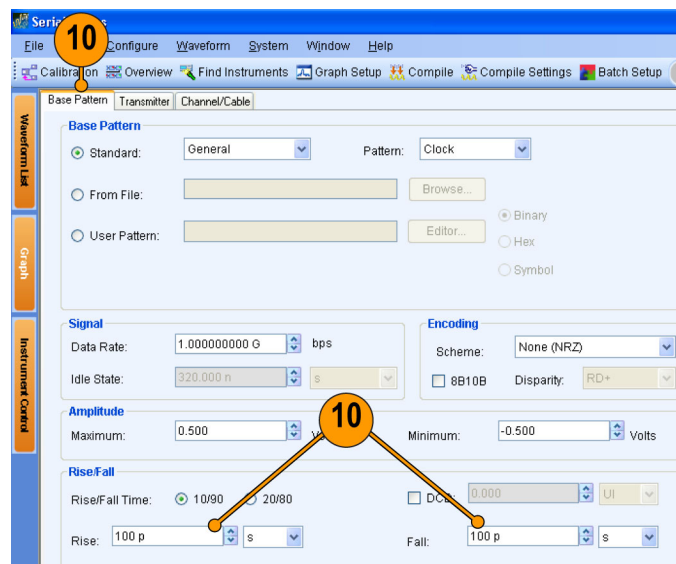 10
File Configure Waveform System Window Help
Calibration Overview Find Instruments Graph Setup Compile Compile Settings Batch Setup
Base Pattern Transmitter Channel/Cable
Waveform List
Graph
Instrument Control
Base Pattern
Standard: General Pattern: Clock
From File: Browse...
User Pattern: Editor...
Binary
Hex
Symbol
Signal
Data Rate: 1.000000000 G bps
Idle State: 320.000 n s
Encoding
Scheme: None (NRZ)
8B10B Disparity: RD+
Amplitude
Maximum: 0.500
10
Minimum: -0.500 Volts
Rise/Fall
Rise/Fall Time: 10/90 20/80
DCD: 0.000 UI
Rise: 100 p s
Fall: 100 p s